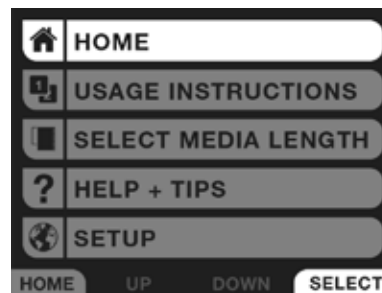 HOME
USAGE INSTRUCTIONS
SELECT MEDIA LENGTH
? HELP + TIPS
SETUP
HOME UP DOWN SELECT